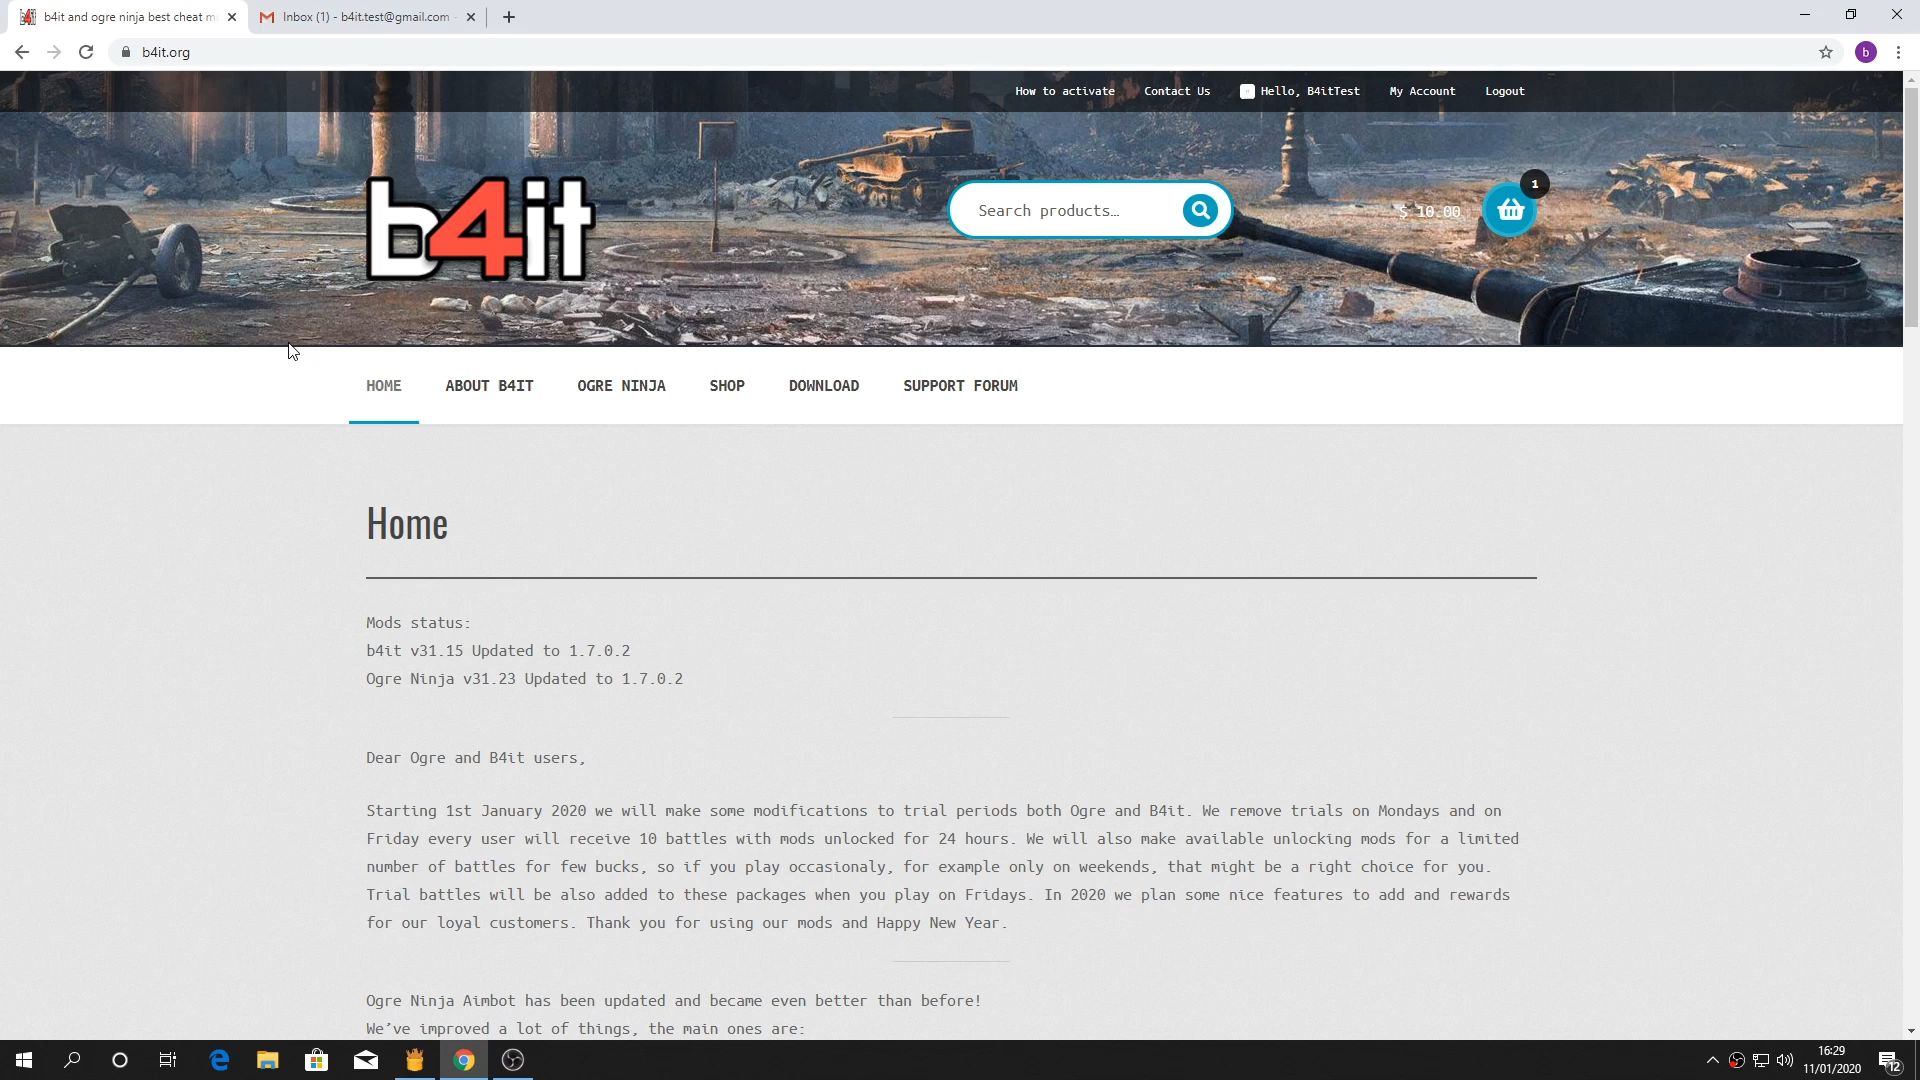 b4it and ogre ninja best cheat m
Inbox (1) - b4it.test@gmail.com
b4it.org
b
How to activate
Contact Us
Hello, B4itTest
My Account
Logout
b4it
Search products…
$ 10.00
1
HOME
ABOUT B4IT
OGRE NINJA
SHOP
DOWNLOAD
SUPPORT FORUM
Home
Mods status:
b4it v31.15 Updated to 1.7.0.2
Ogre Ninja v31.23 Updated to 1.7.0.2
Dear Ogre and B4it users,
Starting 1st January 2020 we will make some modifications to trial periods both Ogre and B4it. We remove trials on Mondays and on
Friday every user will receive 10 battles with mods unlocked for 24 hours. We will also make available unlocking mods for a limited
number of battles for few bucks, so if you play occasionaly, for example only on weekends, that might be a right choice for you.
Trial battles will be also added to these packages when you play on Fridays. In 2020 we plan some nice features to add and rewards
for our loyal customers. Thank you for using our mods and Happy New Year.
Ogre Ninja Aimbot has been updated and became even better than before!
We’ve improved a lot of things, the main ones are:
16:29
11/01/2020
12